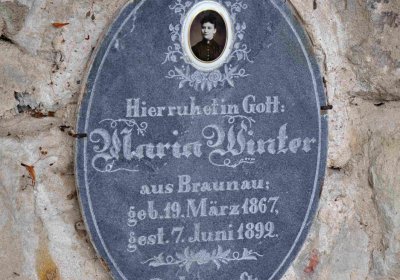 Hier ruhet in Gott:
Maria Winter
aus Braunau;
geb. 19. März 1867,
gest. 7. Juni 1892.